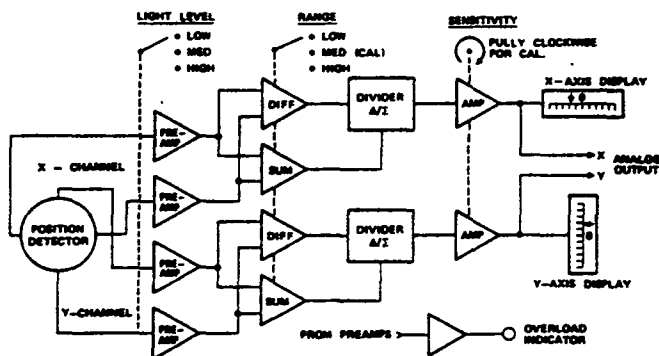 LIGHT LEVEL
LOW
MED
HIGH
RANGE
LOW
MED (CAL)
HIGH
SENSITIVITY
FULLY CLOCKWISE
FOR CAL.
X-AXIS DISPLAY
PRE-
AMP
DIFF
DIVIDER
Δ/Σ
AMP
X - CHANNEL
SUM
X
ANALOG
OUTPUT
Y
PRE-
AMP
POSITION
DETECTOR
PRE-
AMP
DIFF
DIVIDER
Δ/Σ
AMP
SUM
Y-AXIS DISPLAY
Y-CHANNEL
PRE-
AMP
FROM PREAMPS
OVERLOAD
INDICATOR